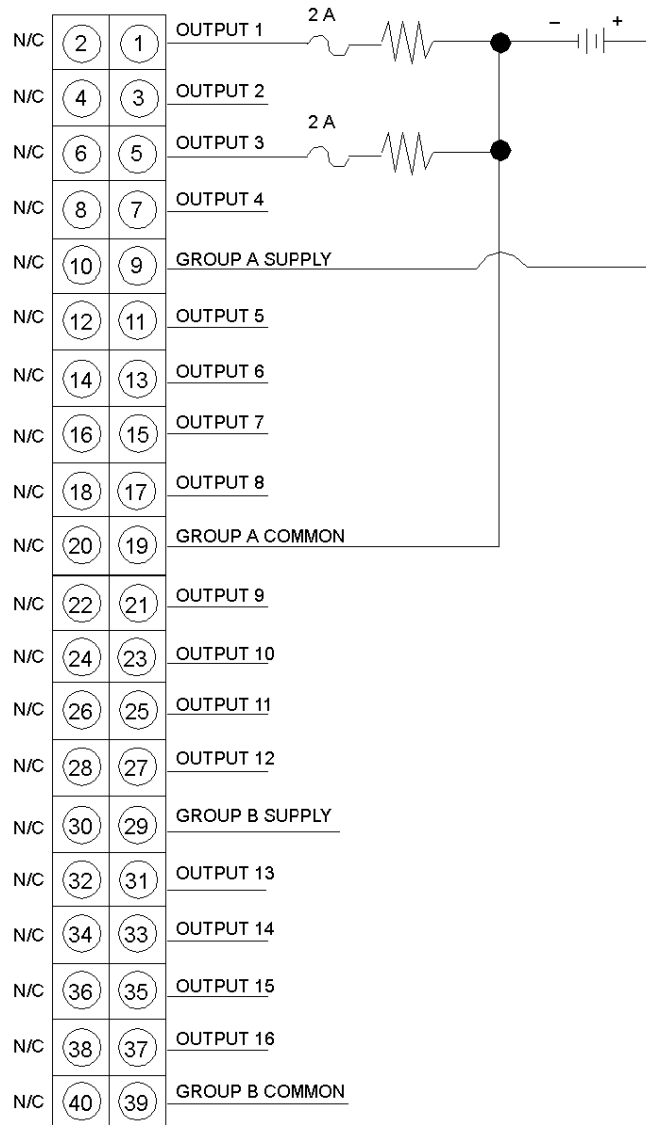 2 A
N/C 2 1 OUTPUT 1 - +
N/C 4 3 OUTPUT 2
2 A
N/C 6 5 OUTPUT 3
N/C 8 7 OUTPUT 4
N/C 10 9 GROUP A SUPPLY
N/C 12 11 OUTPUT 5
N/C 14 13 OUTPUT 6
N/C 16 15 OUTPUT 7
N/C 18 17 OUTPUT 8
N/C 20 19 GROUP A COMMON
N/C 22 21 OUTPUT 9
N/C 24 23 OUTPUT 10
N/C 26 25 OUTPUT 11
N/C 28 27 OUTPUT 12
N/C 30 29 GROUP B SUPPLY
N/C 32 31 OUTPUT 13
N/C 34 33 OUTPUT 14
N/C 36 35 OUTPUT 15
N/C 38 37 OUTPUT 16
N/C 40 39 GROUP B COMMON